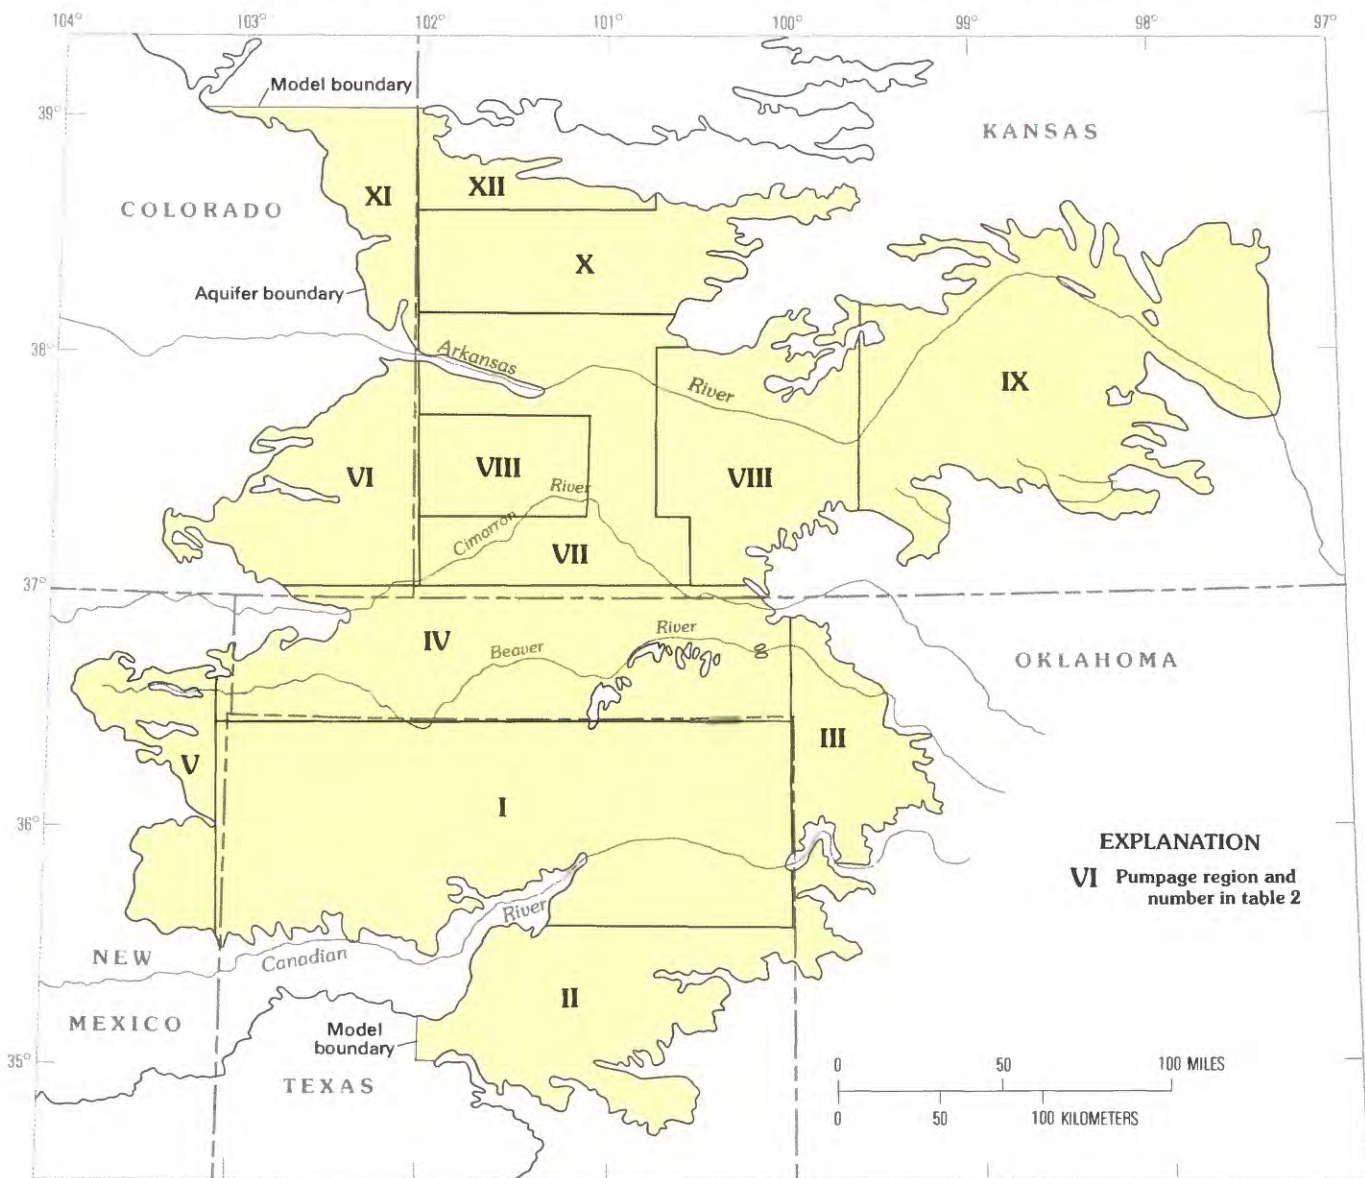 104°
103°
102°
101°
100°
99°
98°
97°
Model boundary
39°
KANSAS
XI
XII
COLORADO
X
Aquifer boundary
38°
Arkansas
River
IX
VI
VIII
VIII
River
Cimarron
VII
37°
IV
Beaver
River
OKLAHOMA
V
III
I
36°
EXPLANATION
VI Pumpage region and
number in table 2
River
NEW
Canadian
II
MEXICO
Model
boundary
35°
TEXAS
0 50 100 MILES
0 50 100 KILOMETERS